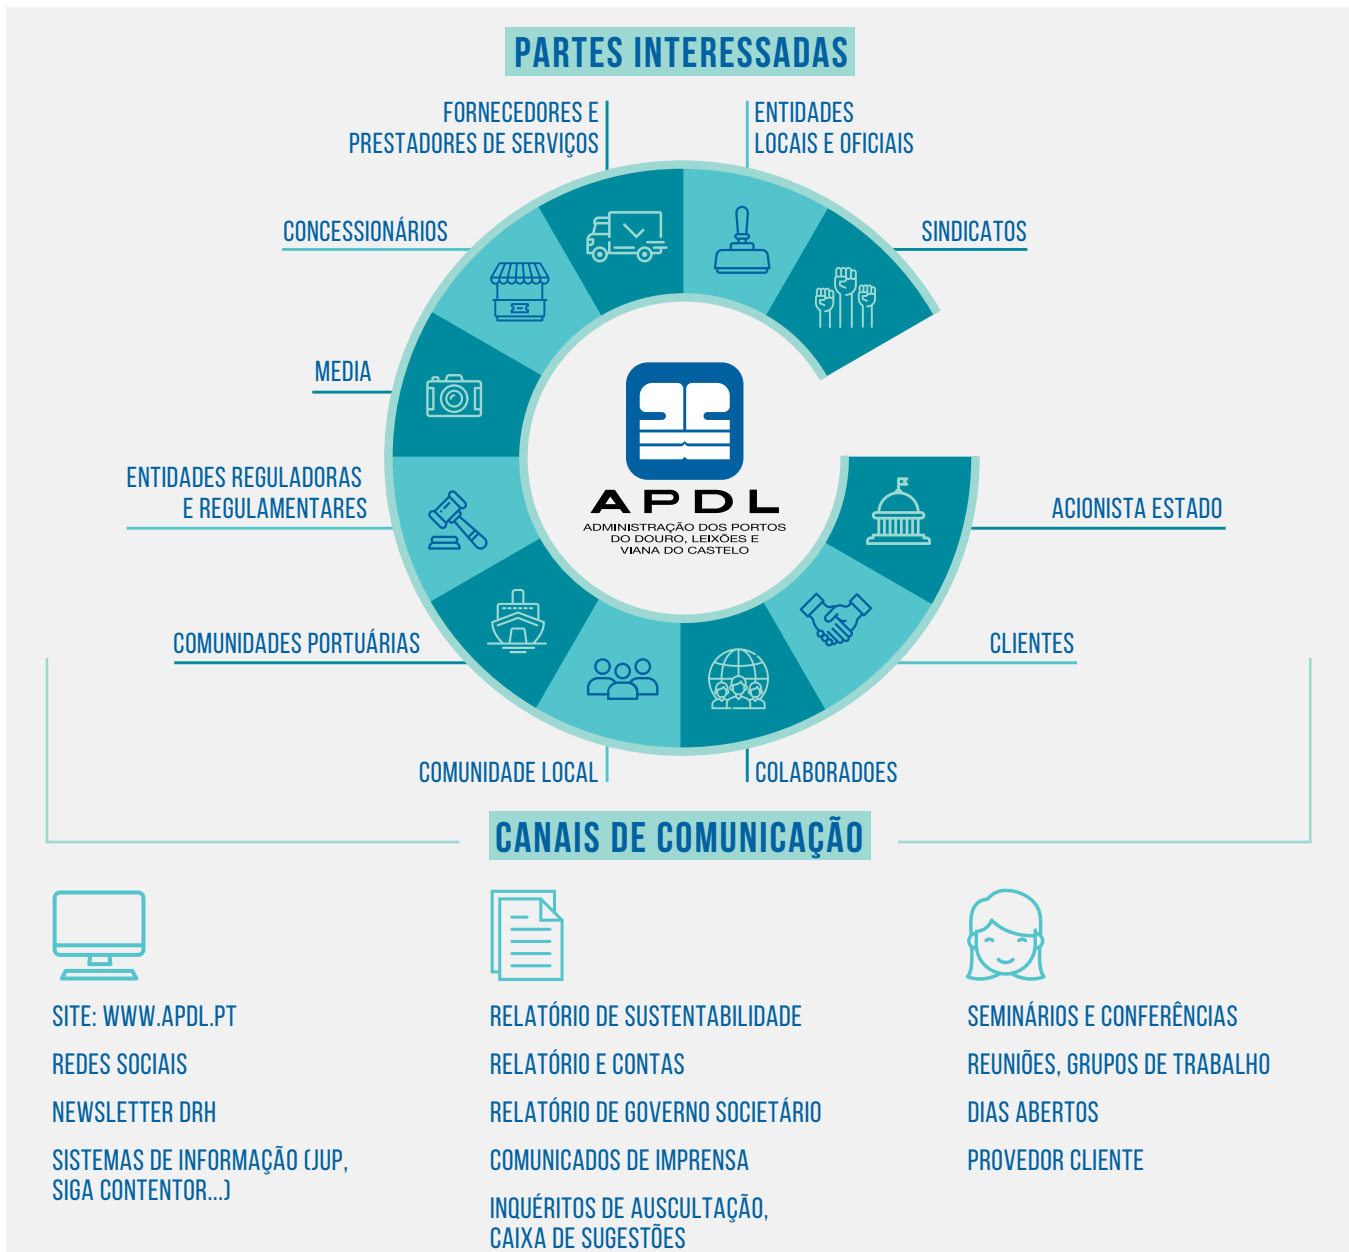 PARTES INTERESSADAS
FORNECEDORES E
PRESTADORES DE SERVIÇOS
ENTIDADES
LOCAIS E OFICIAIS
CONCESSIONÁRIOS
SINDICATOS
MEDIA
ENTIDADES REGULADORAS
E REGULAMENTARES
ACIONISTA ESTADO
APDL
ADMINISTRAÇÃO DOS PORTOS
DO DOURO, LEIXÕES E
VIANA DO CASTELO
COMUNIDADES PORTUÁRIAS
CLIENTES
COMUNIDADE LOCAL
COLABORADOES
CANAIS DE COMUNICAÇÃO
SITE: WWW.APDL.PT
REDES SOCIAIS
NEWSLETTER DRH
SISTEMAS DE INFORMAÇÃO (JUP,
SIGA CONTENTOR...)
RELATÓRIO DE SUSTENTABILIDADE
RELATÓRIO E CONTAS
RELATÓRIO DE GOVERNO SOCIETÁRIO
COMUNICADOS DE IMPRENSA
INQUÉRITOS DE AUSCULTAÇÃO,
CAIXA DE SUGESTÕES
SEMINÁRIOS E CONFERÊNCIAS
REUNIÕES, GRUPOS DE TRABALHO
DIAS ABERTOS
PROVEDOR CLIENTE